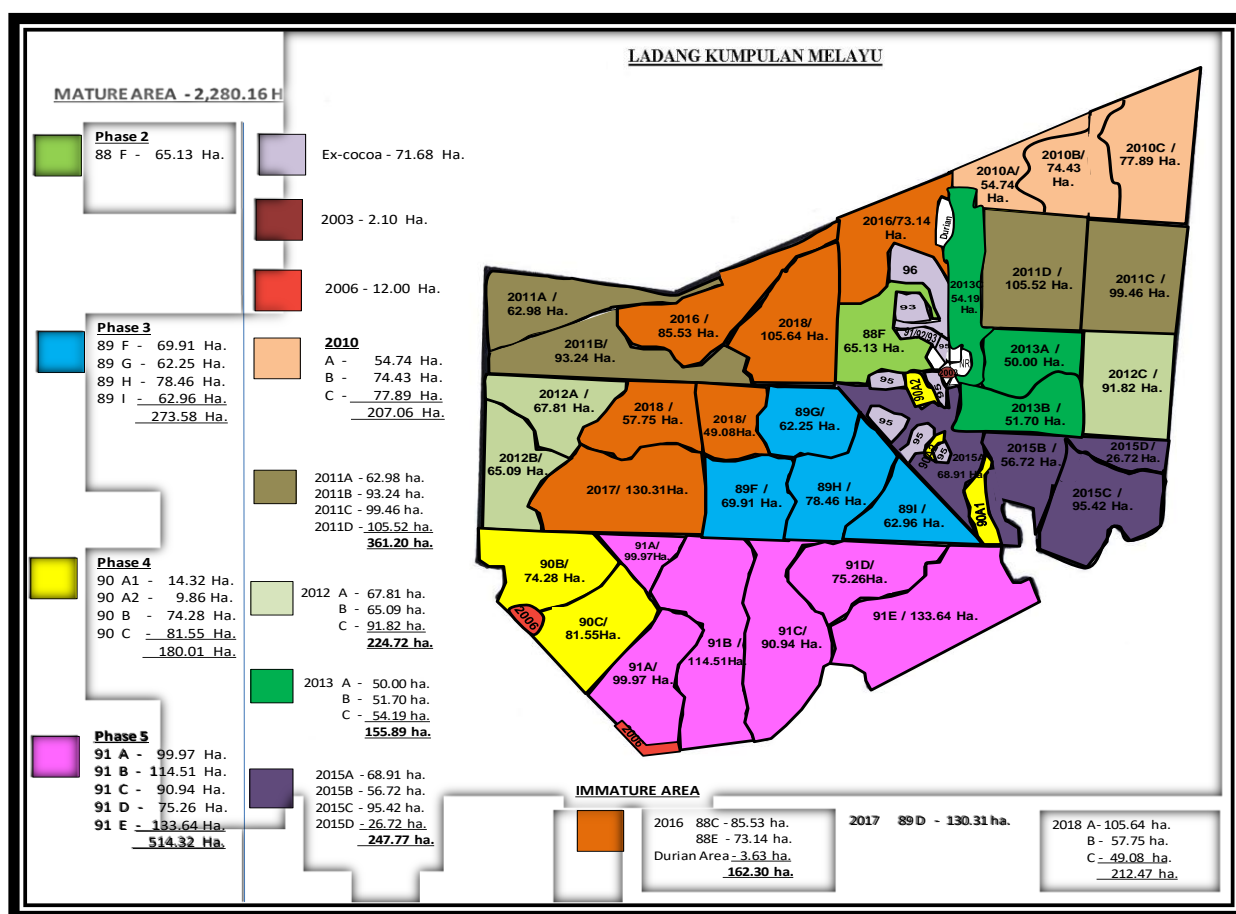 LADANG KUMPULAN MELAYU
MATURE AREA - 2,280.16 H
Phase 2
88 F - 65.13 Ha.
Phase 3
89 F - 69.91 Ha.
89 G - 62.25 Ha.
89 H - 78.46 Ha.
89 I - 62.96 Ha.
273.58 Ha.
Phase 4
90 A1 - 14.32 Ha.
90 A2 - 9.86 Ha.
90 B - 74.28 Ha.
90 C - 81.55 Ha.
180.01 Ha.
Phase 5
91 A - 99.97 Ha.
91 B - 114.51 Ha.
91 C - 90.94 Ha.
91 D - 75.26 Ha.
91 E - 133.64 Ha.
514.32 Ha.
Ex-cocoa - 71.68 Ha.
2003 - 2.10 Ha.
2006 - 12.00 Ha.
2010
A - 54.74 Ha.
B - 74.43 Ha.
C - 77.89 Ha.
207.06 Ha.
2011A - 62.98 ha.
2011B - 93.24 ha.
2011C - 99.46 ha.
2011D - 105.52 ha.
361.20 ha.
2012 A - 67.81 ha.
B - 65.09 ha.
C - 91.82 ha.
224.72 ha.
2013 A - 50.00 ha.
B - 51.70 ha.
C - 54.19 ha.
155.89 ha.
2015A - 68.91 ha.
2015B - 56.72 ha.
2015C - 95.42 ha.
2015D - 26.72 ha.
247.77 ha.
2010A/
54.74
Ha.
2010B/
74.43
Ha.
2010C /
77.89 Ha.
2016/73.14
Ha.
Durian
96
93
91/92/93
95
2013C
54.19
Ha.
2011D /
105.52 Ha.
2011C /
99.46 Ha.
2011A /
62.98 Ha.
2011B/
93.24 Ha.
2016 /
85.53 Ha.
2018/
105.64 Ha.
88F
65.13 Ha.
NR
2013A /
50.00 Ha.
2012C /
91.82 Ha.
2012A /
67.81 Ha.
2018 /
57.75 Ha.
2018/
49.08Ha.
89G/
62.25 Ha.
95
90A2
95
2013B /
51.70 Ha.
95
95
95
2012B/
65.09 Ha.
2017/ 130.31Ha.
89F /
69.91 Ha.
89H /
78.46 Ha.
89I /
62.96 Ha.
2015A
68.91 Ha
90A1
2015B /
56.72 Ha.
2015D /
26.72 Ha.
2015C /
95.42 Ha.
90B/
74.28 Ha.
91A/
99.97Ha.
91D/
75.26Ha.
2006
90C/
81.55Ha.
91A/
99.97 Ha.
91B /
114.51Ha.
91C/
90.94 Ha.
91E / 133.64 Ha.
2006
IMMATURE AREA
2016 88C - 85.53 ha.
88E - 73.14 ha.
Durian Area - 3.63 ha.
162.30 ha.
2017 89 D - 130.31 ha.
2018 A - 105.64 ha.
B - 57.75 ha.
C - 49.08 ha.
212.47 ha.